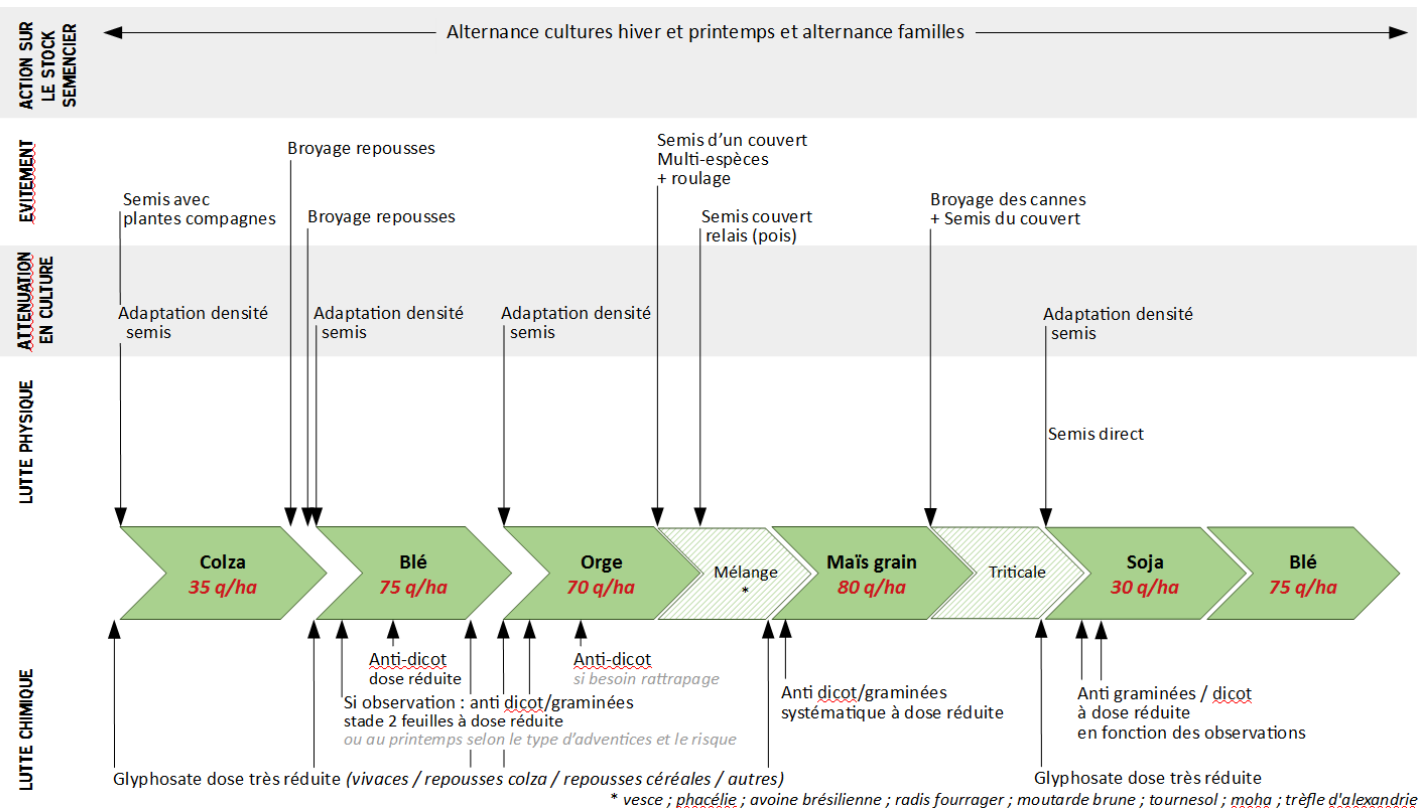 ACTION SUR
LE STOCK
SEMENCIER
Alternance cultures hiver et printemps et alternance familles
EVITEMENT
Broyage repousses
Semis avec
plantes compagnes
Broyage repousses
Semis d’un couvert
Multi-espèces
+ roulage
Semis couvert
relais (pois)
Broyage des cannes
+ Semis du couvert
ATTENUATION
EN CULTURE
Adaptation densité
semis
Adaptation densité
semis
Adaptation densité
semis
Adaptation densité
semis
LUTTE PHYSIQUE
Semis direct
Colza
35 q/ha
Blé
75 q/ha
Orge
70 q/ha
Mélange
*
Maïs grain
80 q/ha
Triticale
Soja
30 q/ha
Blé
75 q/ha
LUTTE CHIMIQUE
Anti-dicot
dose réduite
Anti-dicot
si besoin rattrapage
Si observation : anti dicot/graminées
stade 2 feuilles à dose réduite
ou au printemps selon le type d’adventices et le risque
Anti dicot/graminées
systématique à dose réduite
Anti graminées / dicot
à dose réduite
en fonction des observations
Glyphosate dose très réduite (vivaces / repousses colza / repousses céréales / autres)
Glyphosate dose très réduite
* vesce ; phacélie ; avoine brésilienne ; radis fourrager ; moutarde brune ; tournesol ; moha ; trèfle d'alexandrie